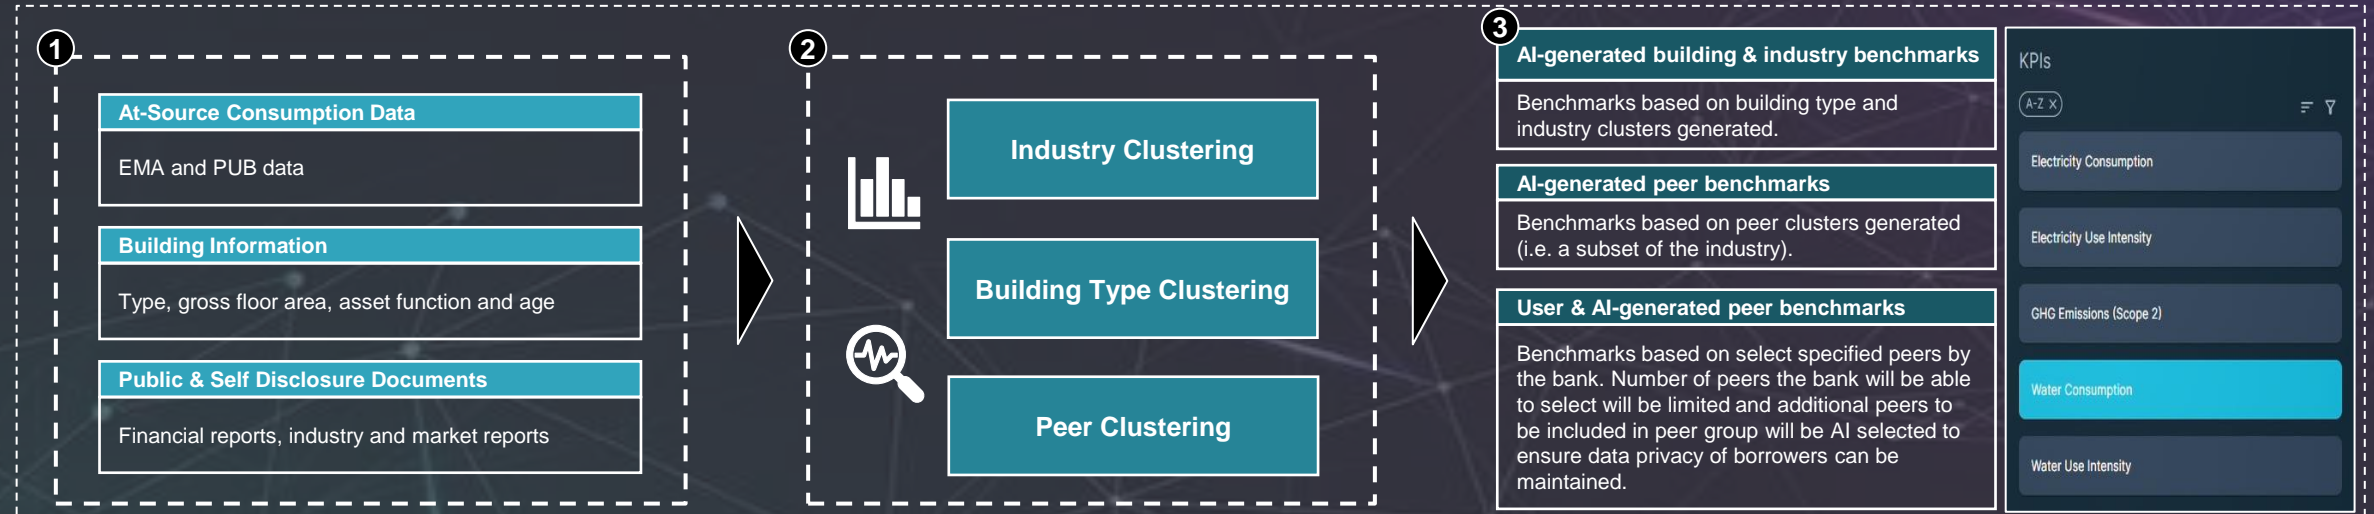 1
At-Source Consumption Data
EMA and PUB data
Building Information
Type, gross floor area, asset function and age
Public & Self Disclosure Documents
Financial reports, industry and market reports
2
Industry Clustering
Building Type Clustering
Peer Clustering
3
AI-generated building & industry benchmarks
Benchmarks based on building type and
industry clusters generated.
AI-generated peer benchmarks
Benchmarks based on peer clusters generated
(i.e. a subset of the industry).
User & AI-generated peer benchmarks
Benchmarks based on select specified peers by
the bank. Number of peers the bank will be able
to select will be limited and additional peers to
be included in peer group will be AI selected to
ensure data privacy of borrowers can be
maintained.
KPIs
A-Z X
Electricity Consumption
Electricity Use Intensity
GHG Emissions (Scope 2)
Water Consumption
Water Use Intensity